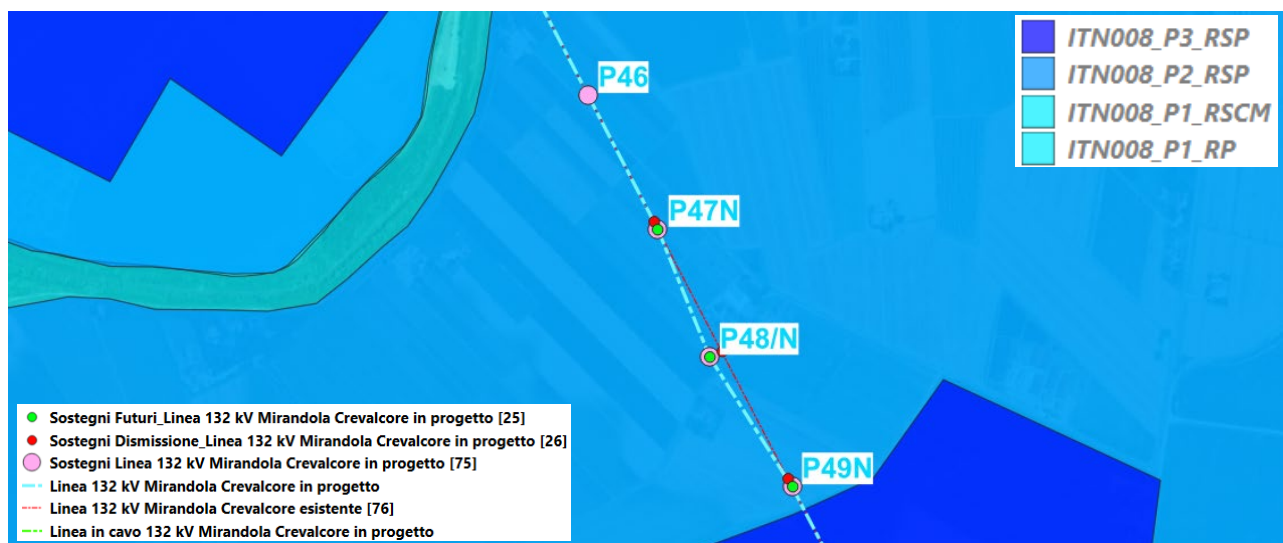 ITN008_P3_RSP
ITN008_P2_RSP
ITN008_P1_RSCM
ITN008_P1_RP
P46
P47N
P48/N
P49N
Sostegni Futuri_Linea 132 kV Mirandola Crevalcore in progetto [25]
Sostegni Dismissione_Linea 132 kV Mirandola Crevalcore in progetto [26]
Sostegni Linea 132 kV Mirandola Crevalcore in progetto [75]
Linea 132 kV Mirandola Crevalcore in progetto
Linea 132 kV Mirandola Crevalcore esistente [76]
Linea in cavo 132 kV Mirandola Crevalcore in progetto